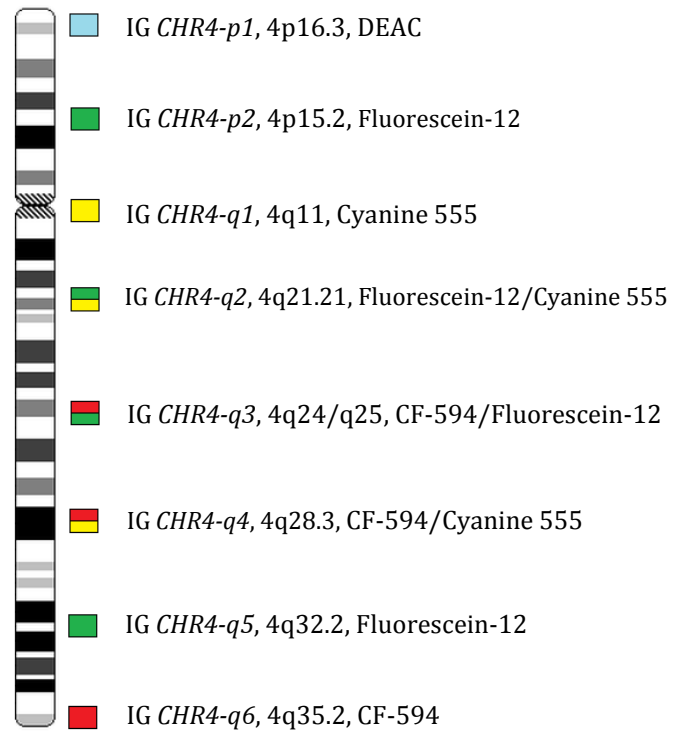 IG CHR4-p1, 4p16.3, DEAC
IG CHR4-p2, 4p15.2, Fluorescein-12
IG CHR4-q1, 4q11, Cyanine 555
IG CHR4-q2, 4q21.21, Fluorescein-12/Cyanine 555
IG CHR4-q3, 4q24/q25, CF-594/Fluorescein-12
IG CHR4-q4, 4q28.3, CF-594/Cyanine 555
IG CHR4-q5, 4q32.2, Fluorescein-12
IG CHR4-q6, 4q35.2, CF-594